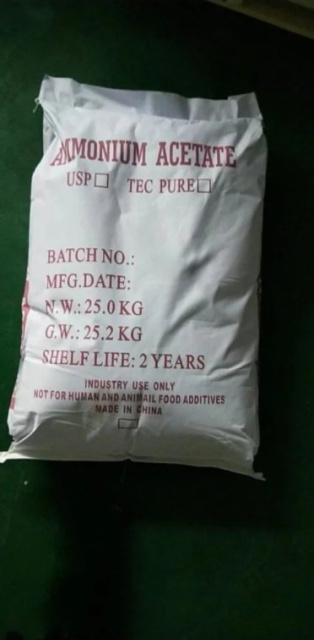 AMMONIUM ACETATE
USP□ TEC PURE□
BATCH NO.:
MFG.DATE:
N.W.: 25.0 KG
G.W.: 25.2 KG
SHELF LIFE: 2 YEARS
INDUSTRY USE ONLY
NOT FOR HUMAN AND ANIMAIL FOOD ADDITIVES
MADE IN CHINA